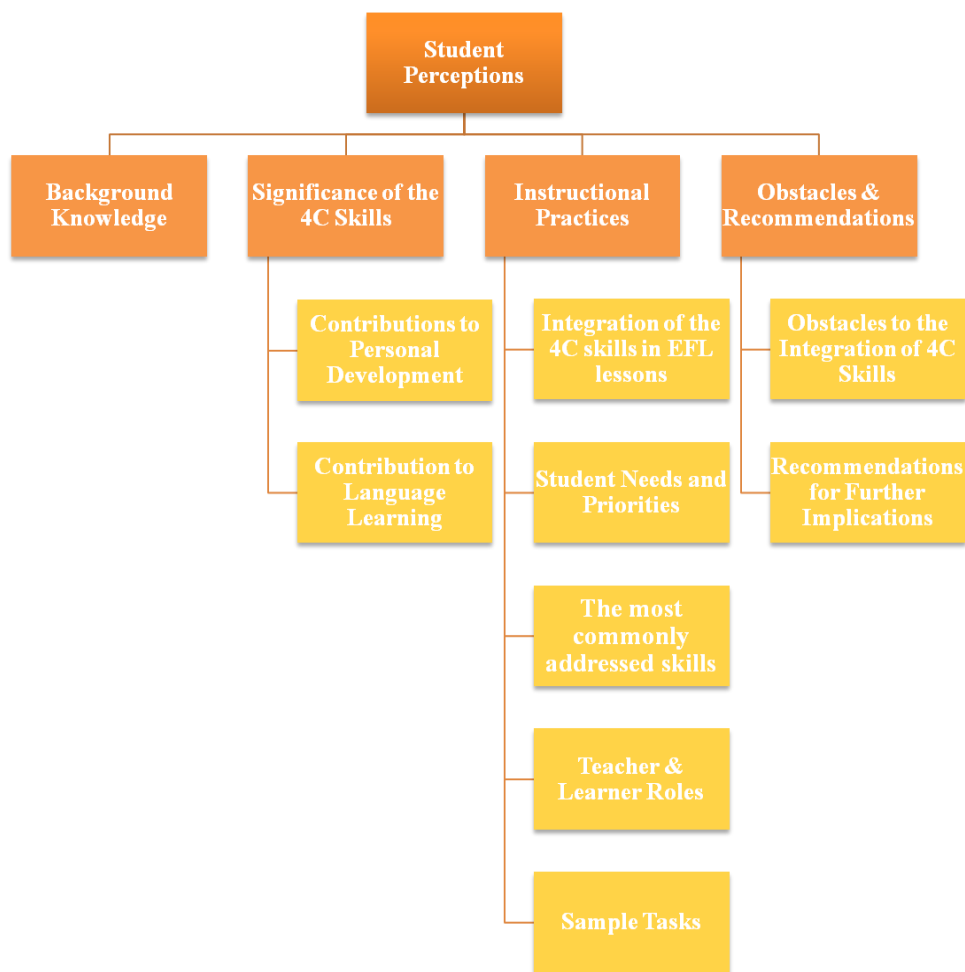 Student
Perceptions
Background
Knowledge
Significance of the
4C Skills
Contributions to
Personal
Development
Contribution to
Language
Learning
Instructional
Practices
Integration of the
4C skills in EFL
lessons
Student Needs and
Priorities
The most
commonly
addressed skills
Teacher &
Learner Roles
Sample Tasks
Obstacles &
Recommendations
Obstacles to the
Integration of 4C
Skills
Recommendations
for Further
Implications